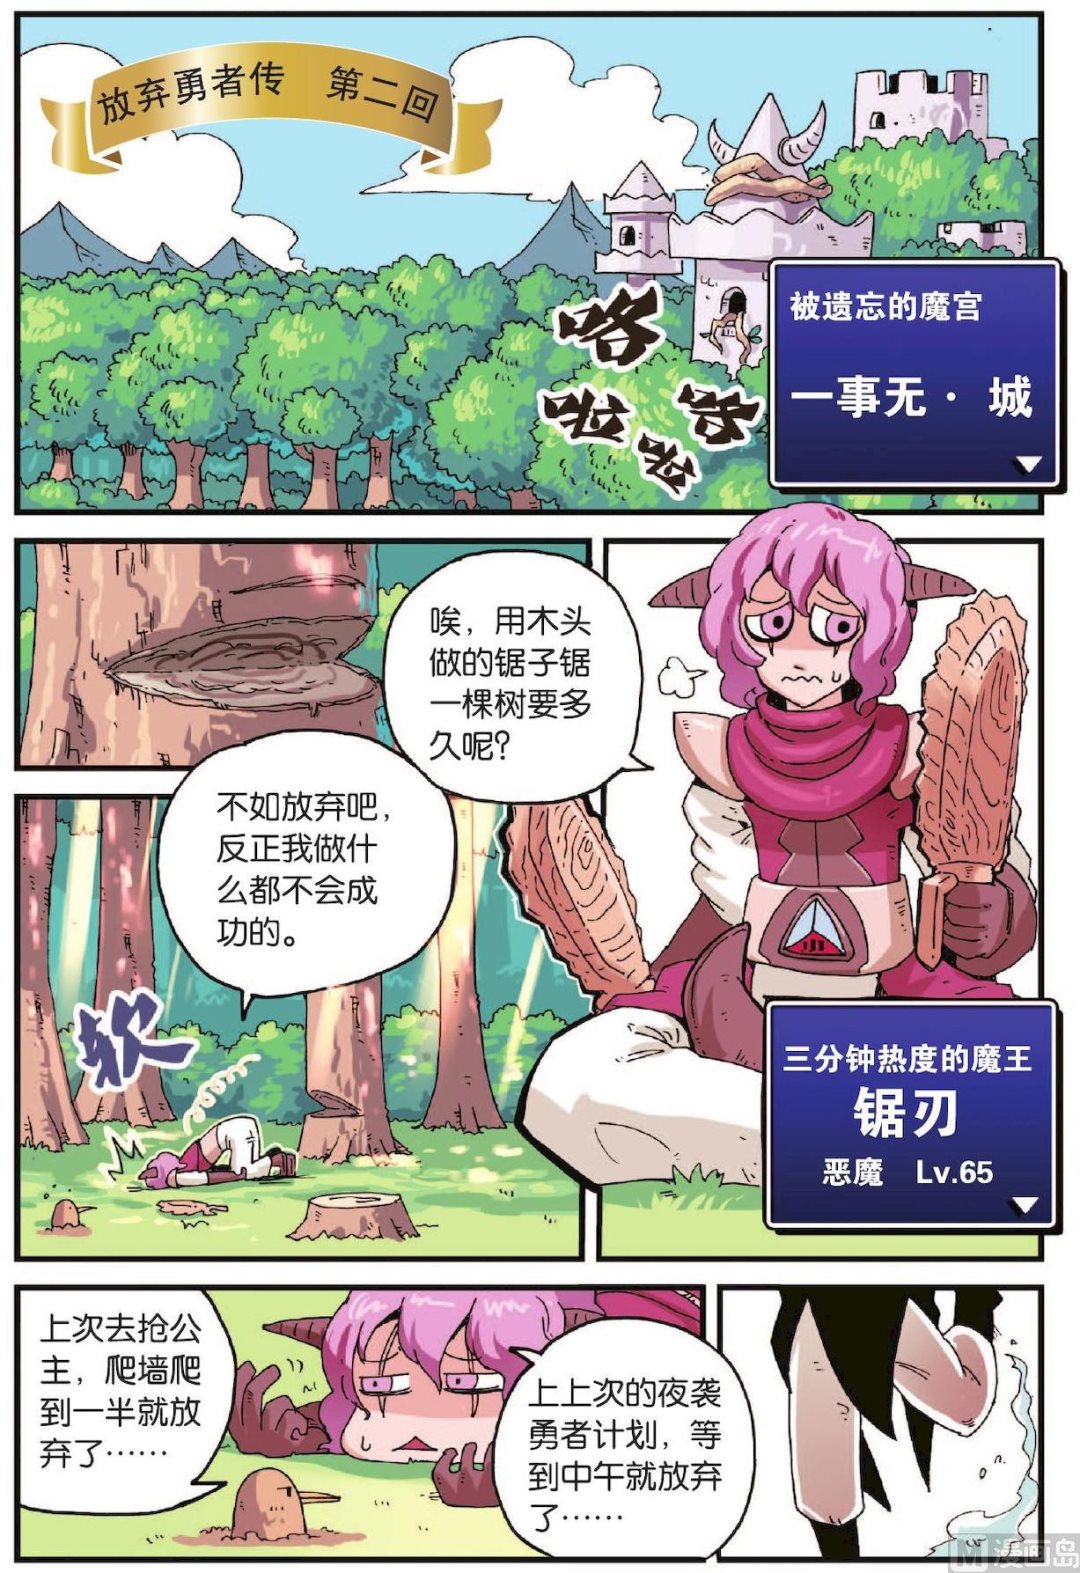 放弃勇者传　第二回
被遗忘的魔宫
一事无·城
咯
啦
咯
啦
唉，用木头
做的锯子锯
一棵树要多
久呢？
不如放弃吧，
反正我做什
么都不会成
功的。
软
三分钟热度的魔王
锯刃
恶魔　Lv.65
上次去抢公
主，爬墙爬
到一半就放
弃了……
上上次的夜袭
勇者计划，等
到中午就放弃
了……
M 漫画岛